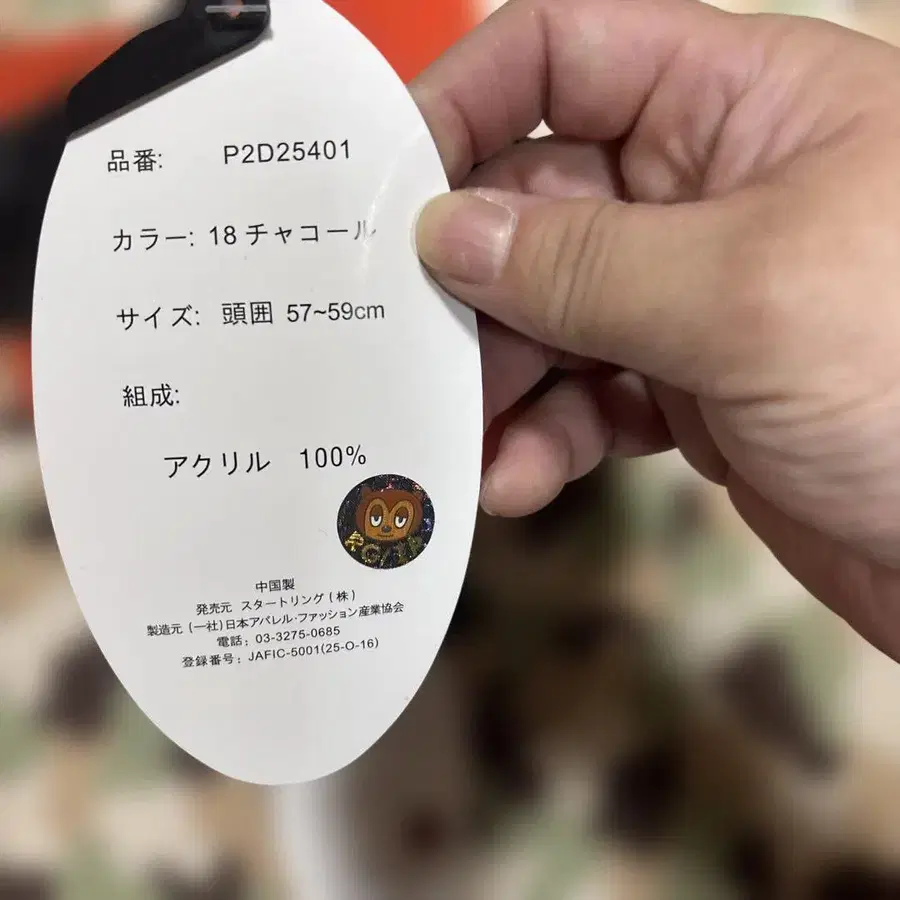 品番: P2D25401
カラー: 18 チャコール
サイズ: 頭囲 57~59cm
組成:
アクリル 100%
中国製
発売元 スタートリング (株)
製造元 (一社)日本アパレル・ファッション産業協会
電話: 03-3275-0685
登録番号: JAFIC-5001(25-O-16)